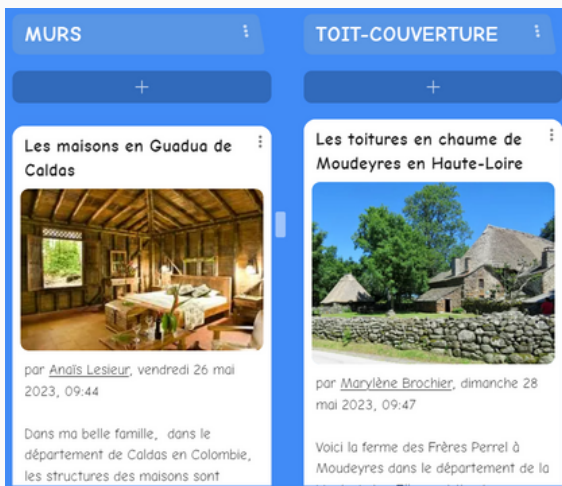 MURS
+
Les maisons en Guadua de
Caldas
par Anaïs Lesieur, vendredi 26 mai
2023, 09:44
Dans ma belle famille, dans le
département de Caldas en Colombie,
les structures des maisons sont
TOIT-COUVERTURE
+
Les toitures en chaume de
Moudeyres en Haute-Loire
par Marylène Brochier, dimanche 28
mai 2023, 09:47
Voici la ferme des Frères Perrel à
Moudeyres dans le département de la